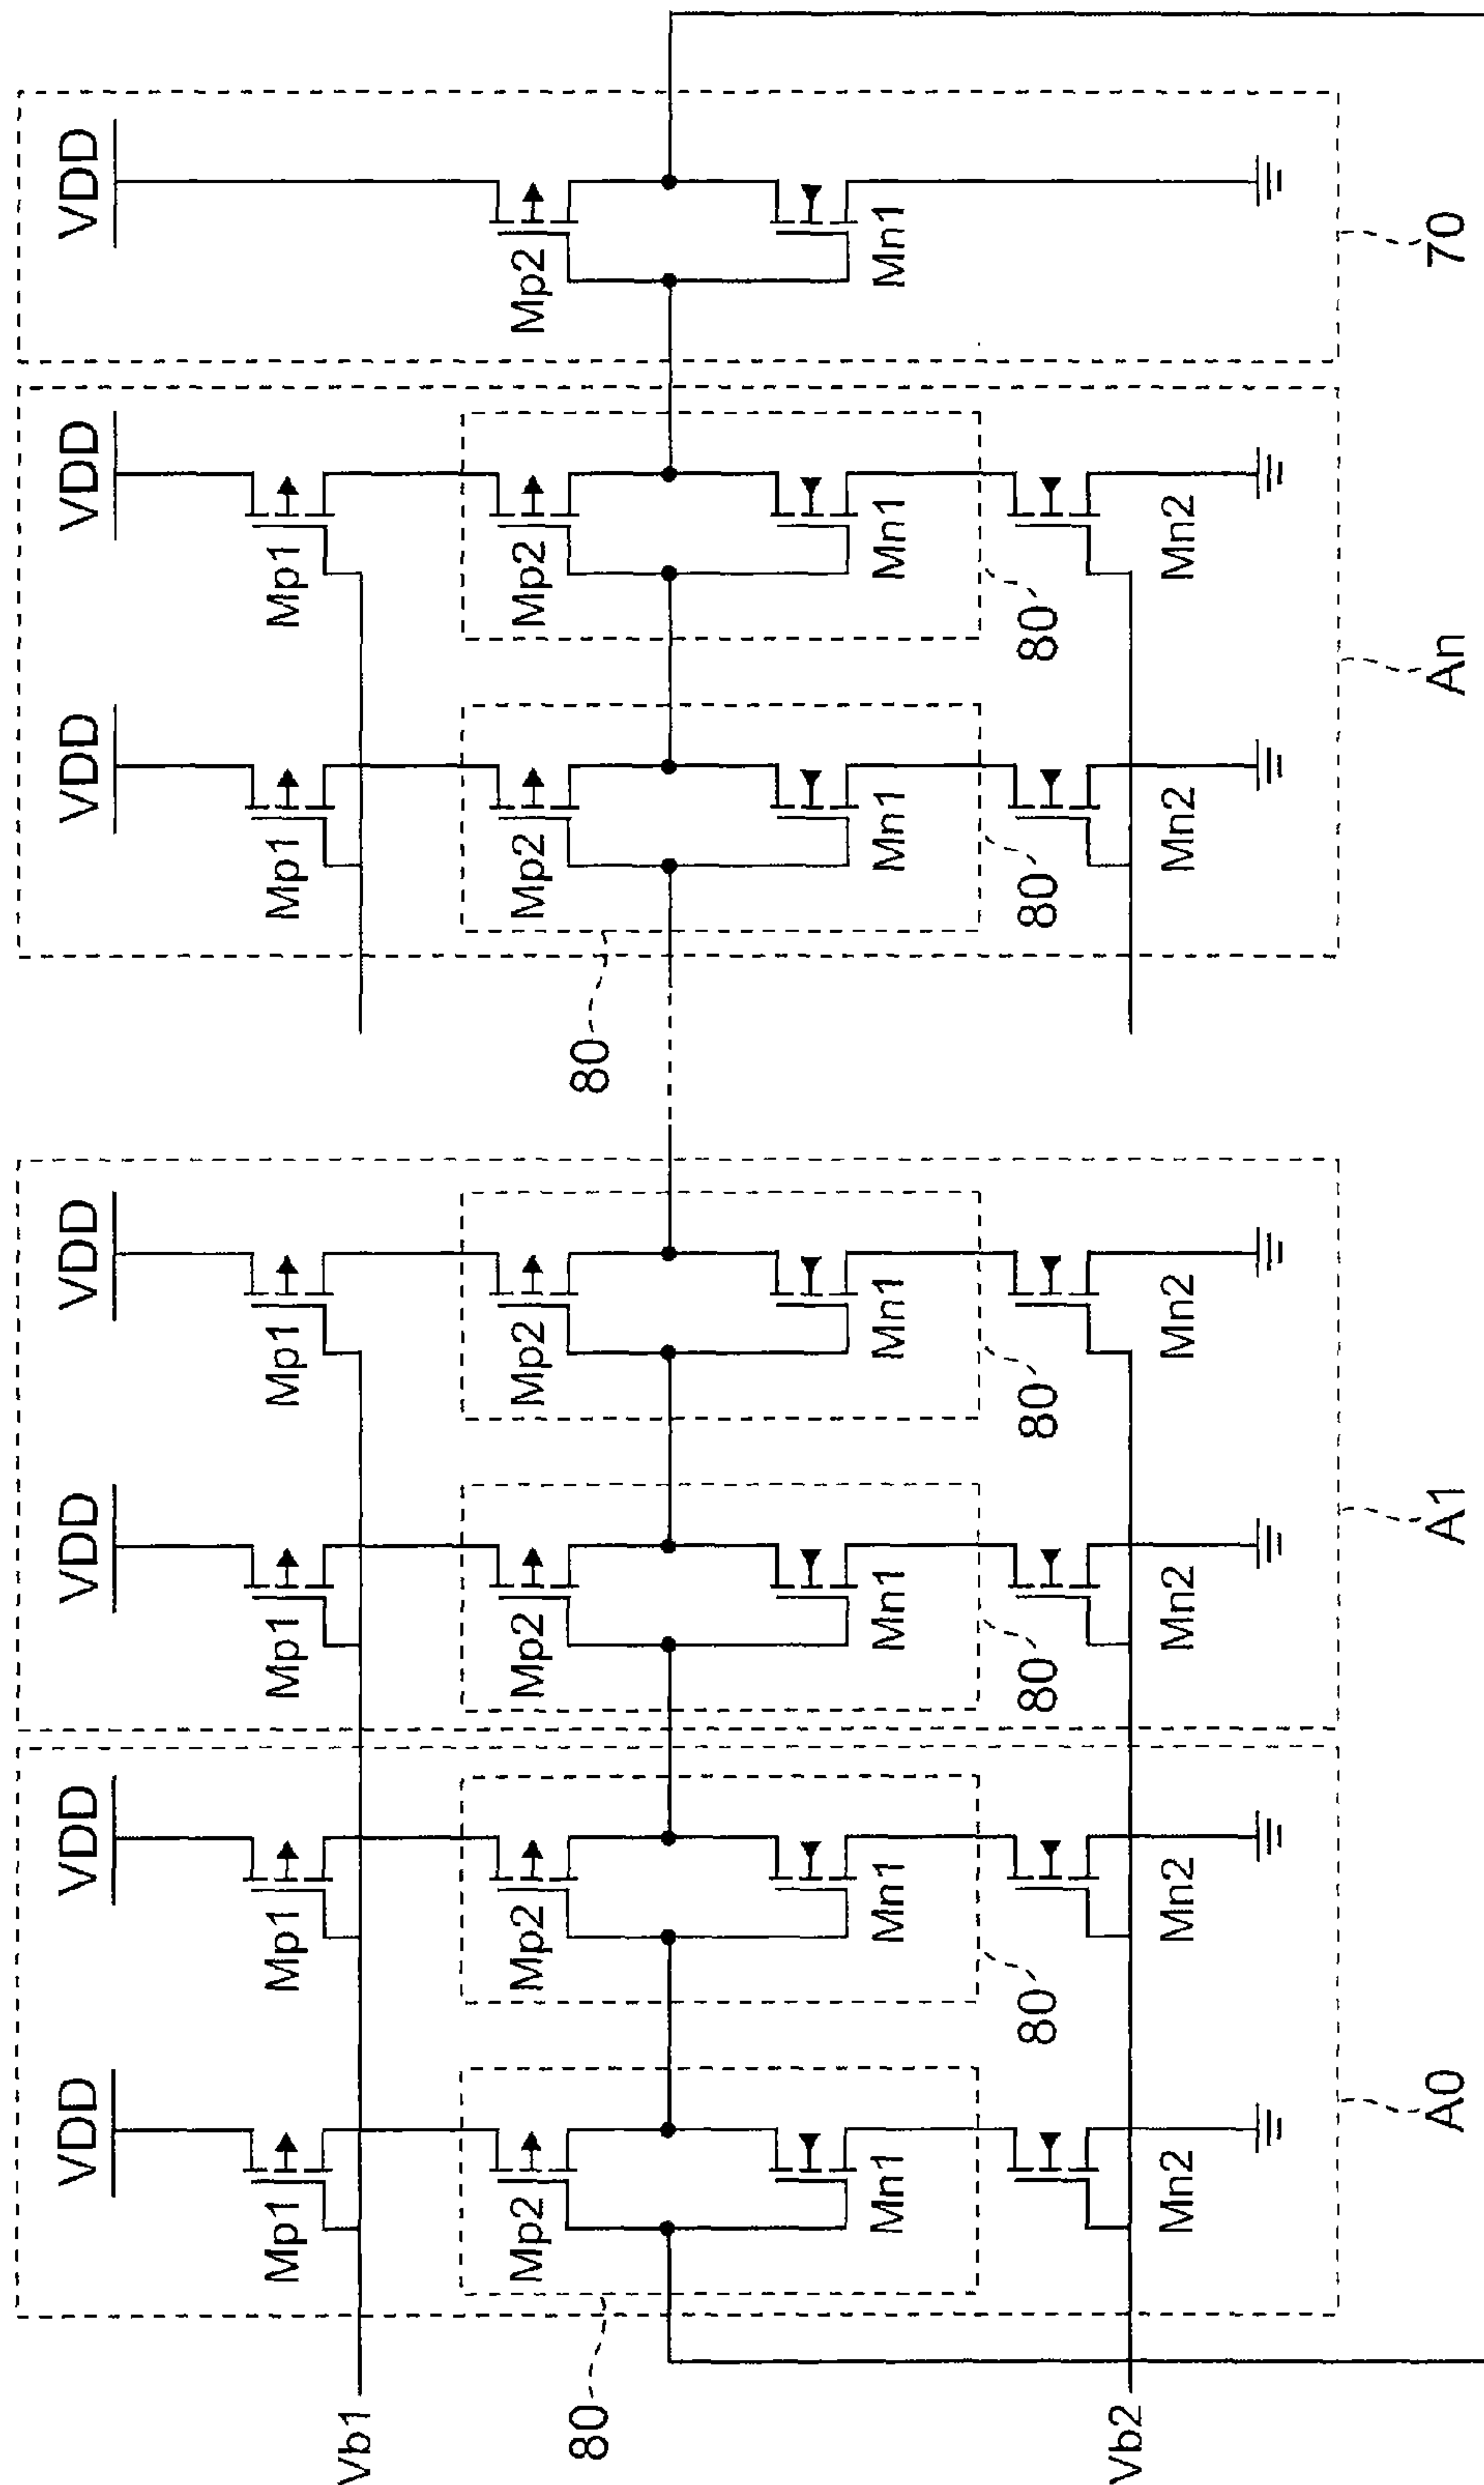 VDD VDD VDD VDD VDD VDD VDD
Mp1 Mp1 Mp1 Mp1 Mp1 Mp1
Vb1
Mp2 Mp2 Mp2 Mp2 Mp2 Mp2 Mp2
80 80
Mn1 Mn1 Mn1 Mn1 Mn1 Mn1 Mn1
80 80 80 80 80
Vb2
Mn2 Mn2 Mn2 Mn2 Mn2 Mn2
A0 A1 An 70